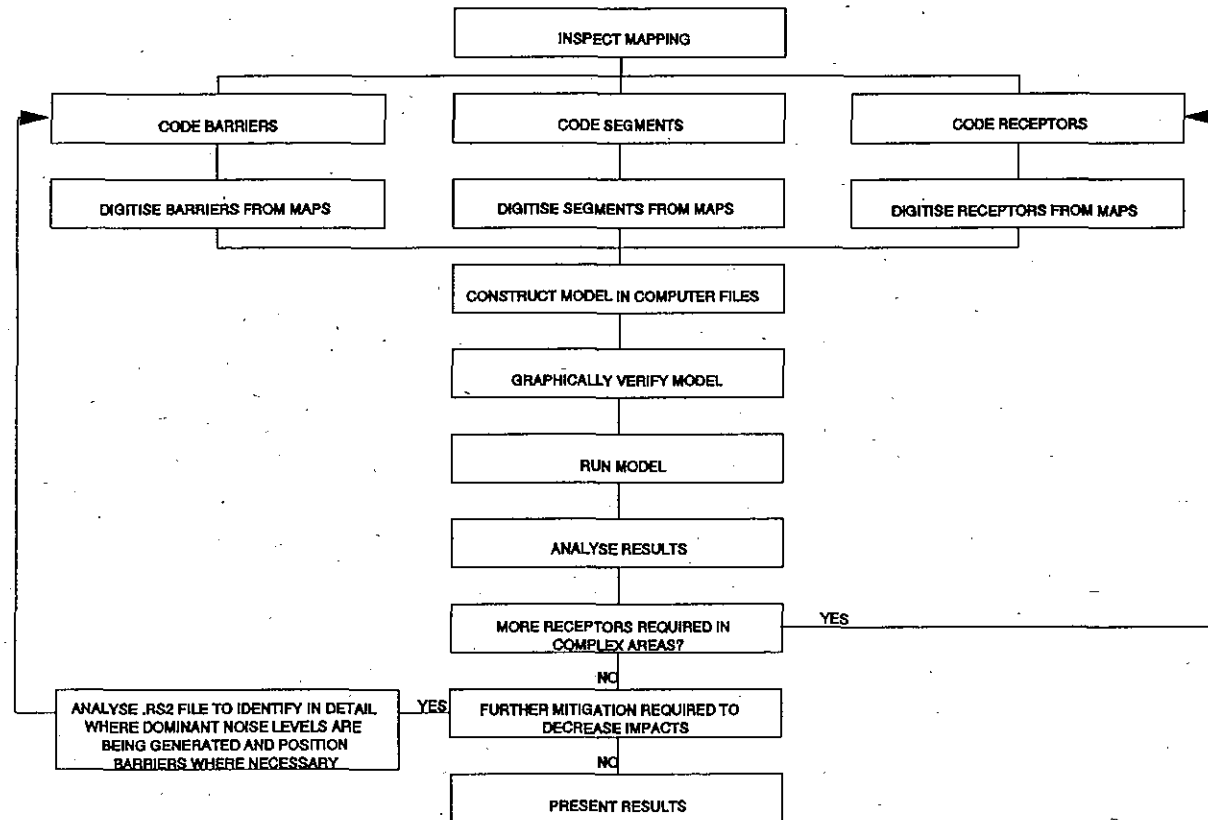 INSPECT MAPPING
CODE BARRIERS
CODE SEGMENTS
CODE RECEPTORS
DIGITISE BARRIERS FROM MAPS
DIGITISE SEGMENTS FROM MAPS
DIGITISE RECEPTORS FROM MAPS
CONSTRUCT MODEL IN COMPUTER FILES
GRAPHICALLY VERIFY MODEL
RUN MODEL
ANALYSE RESULTS
MORE RECEPTORS REQUIRED IN
COMPLEX AREAS?
YES
NO
ANALYSE .RS2 FILE TO IDENTIFY IN DETAIL
WHERE DOMINANT NOISE LEVELS ARE
BEING GENERATED AND POSITION
BARRIERS WHERE NECESSARY
YES
FURTHER MITIGATION REQUIRED TO
DECREASE IMPACTS
NO
PRESENT RESULTS